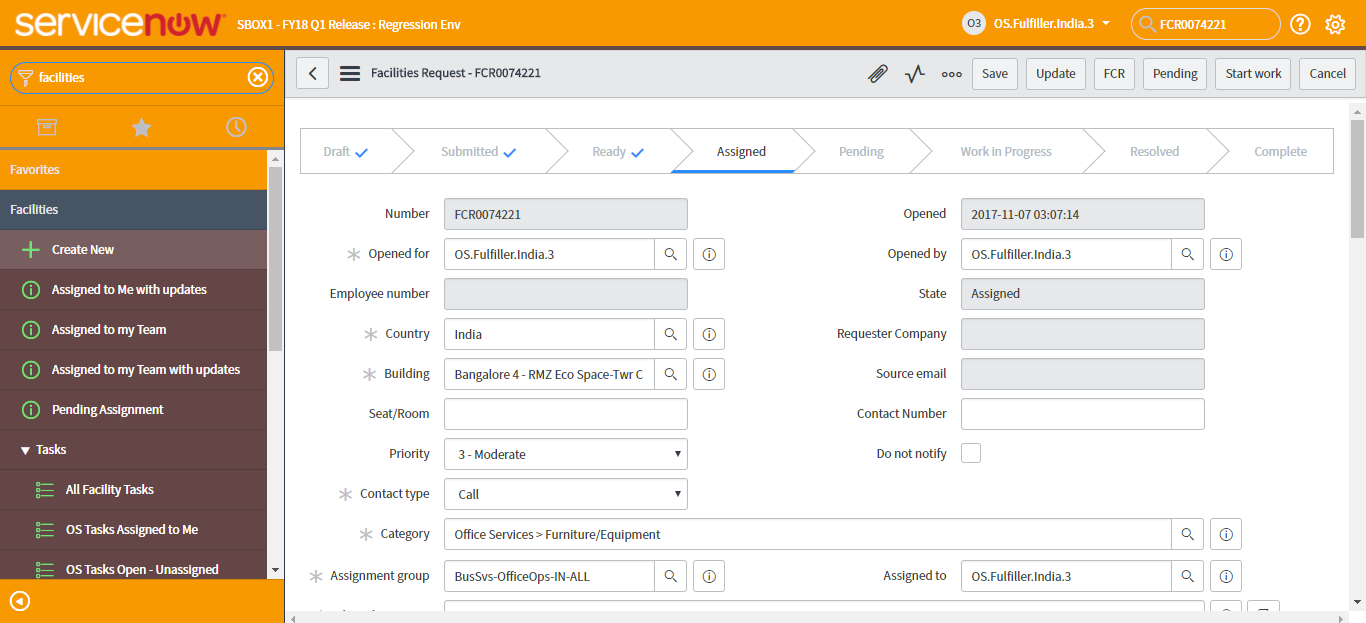 servicenow SBOX1 - FY18 Q1 Release : Regression Env O3 OS.Fulfiller.India.3 FCR0074221
facilities
Facilities Request - FCR0074221 Save Update FCR Pending Start work Cancel
Favorites
Facilities
Create New
Assigned to Me with updates
Assigned to my Team
Assigned to my Team with updates
Pending Assignment
Tasks
All Facility Tasks
OS Tasks Assigned to Me
OS Tasks Open - Unassigned
Draft Submitted Ready Assigned Pending Work in Progress Resolved Complete
Number FCR0074221 Opened 2017-11-07 03:07:14
Opened for OS.Fulfiller.India.3 Opened by OS.Fulfiller.India.3
Employee number State Assigned
Country India Requester Company
Building Bangalore 4 - RMZ Eco Space-Twr C Source email
Seat/Room Contact Number
Priority 3 - Moderate Do not notify
Contact type Call
Category Office Services > Furniture/Equipment
Assignment group BusSvs-OfficeOps-IN-ALL Assigned to OS.Fulfiller.India.3